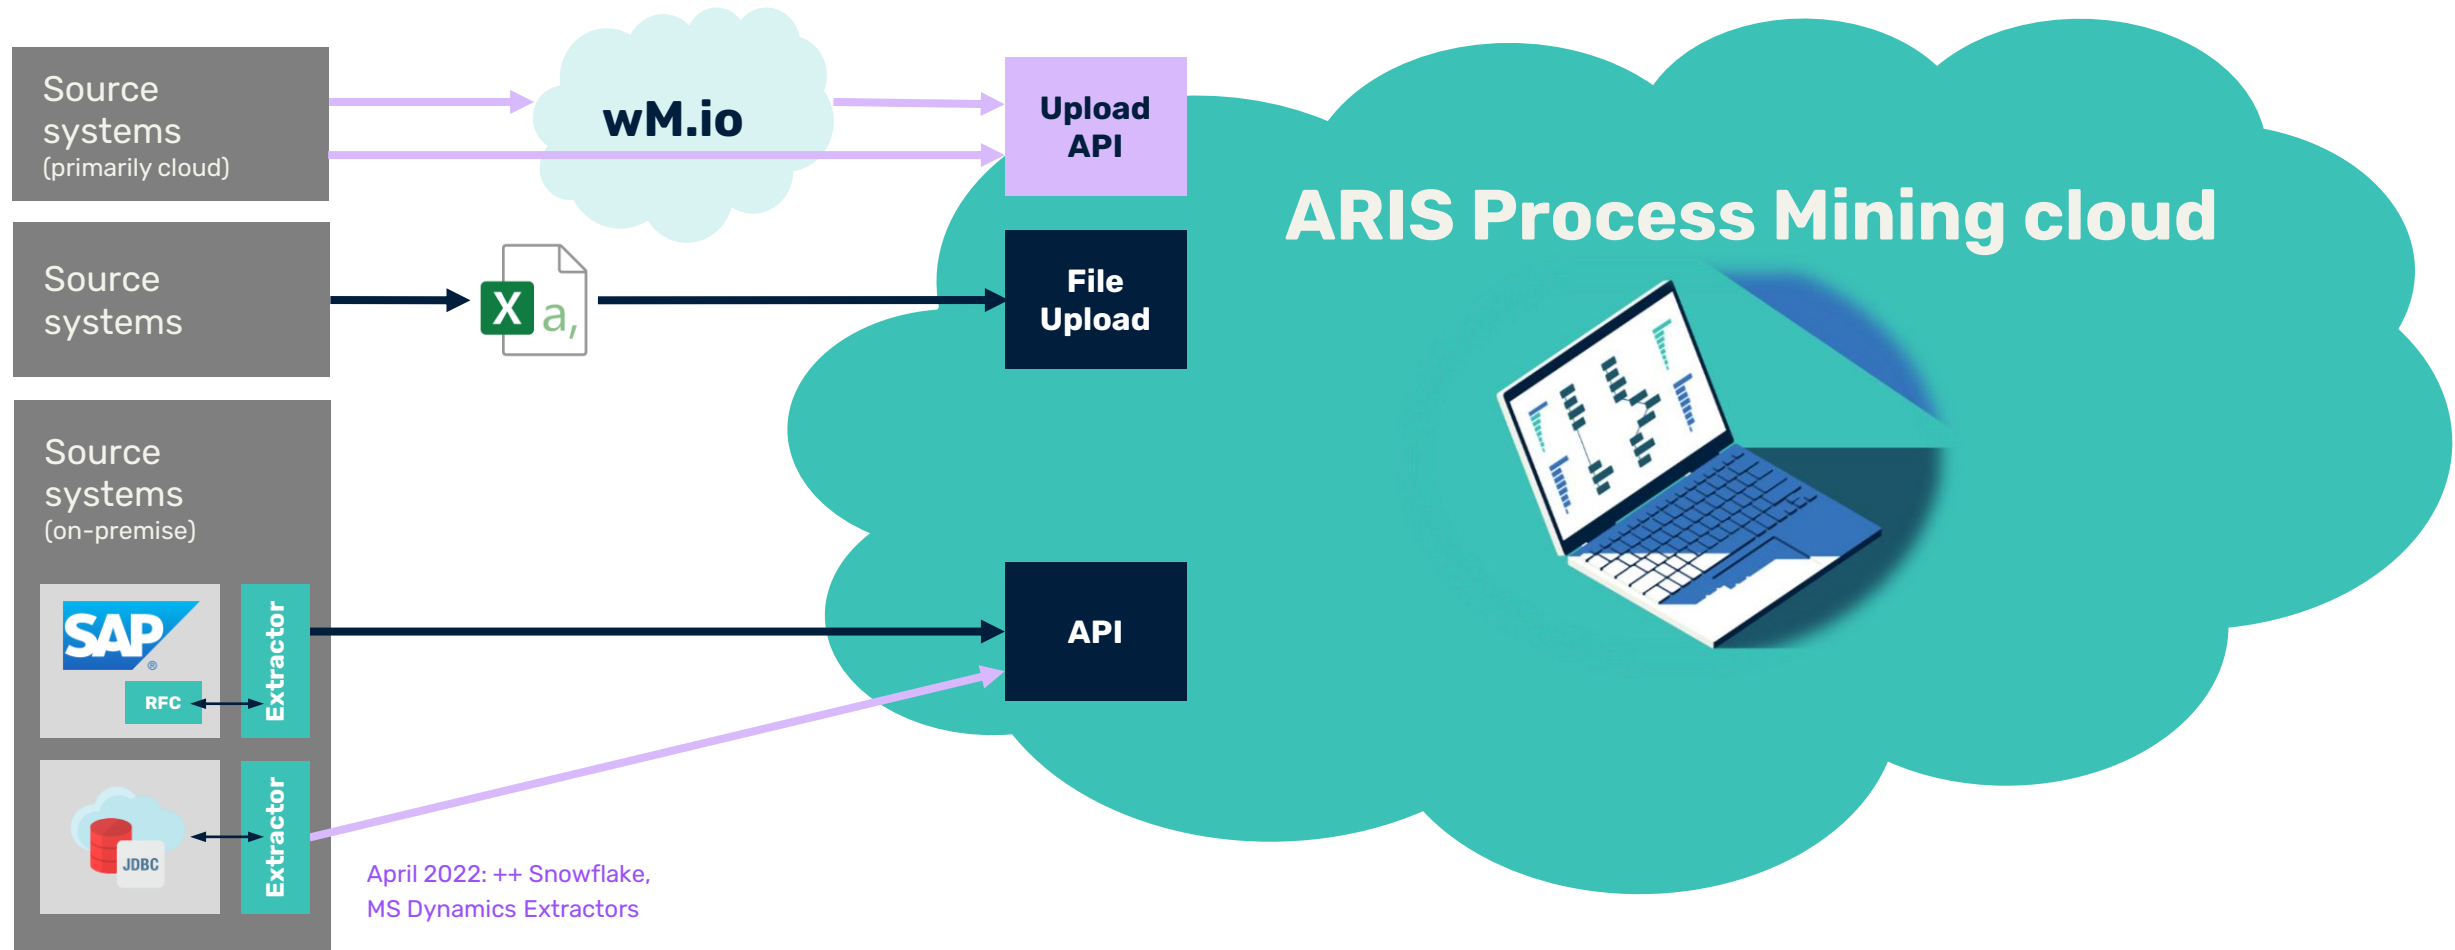 Source
systems
(primarily cloud)
wM.io
Upload
API
ARIS Process Mining cloud
Source
systems
X a,
File
Upload
Source
systems
(on-premise)
SAP
®
RFC
Extractor
API
JDBC
Extractor
April 2022: ++ Snowflake,
MS Dynamics Extractors